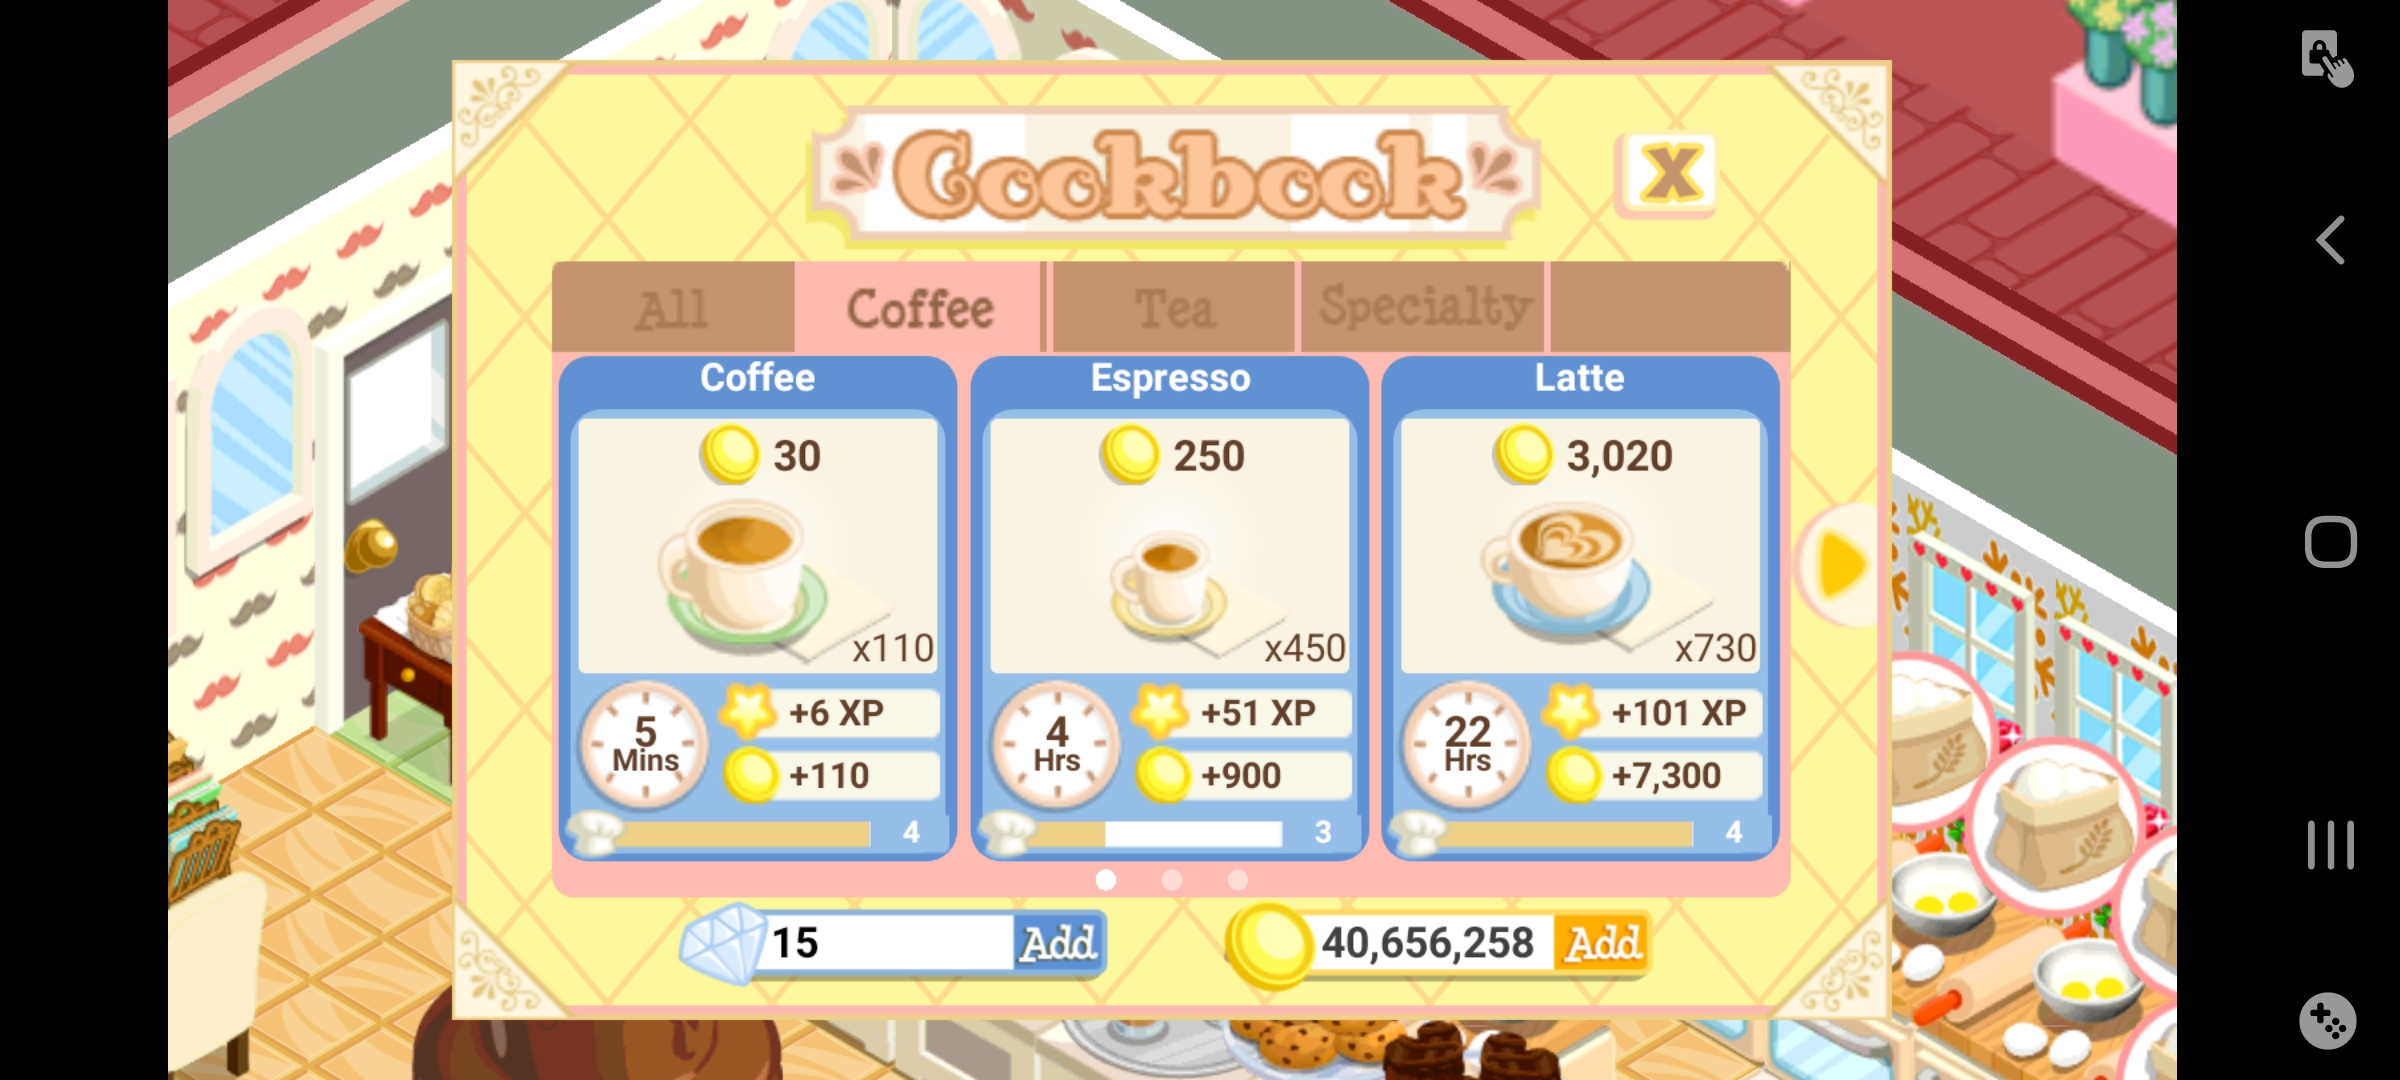 Cookbook
X
All
Coffee
Tea
Specialty
Coffee
30
x110
5
Mins
+6 XP
+110
4
Espresso
250
x450
4
Hrs
+51 XP
+900
3
Latte
3,020
x730
22
Hrs
+101 XP
+7,300
4
15
Add
40,656,258
Add